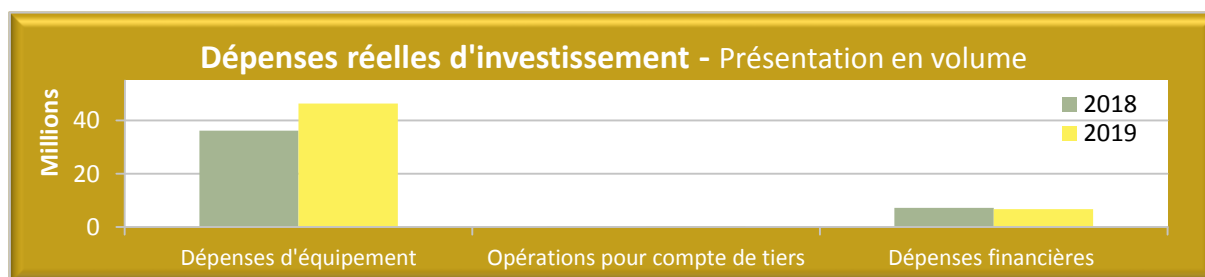 Dépenses réelles d'investissement - Présentation en volume
Millions
40
20
0
2018
2019
Dépenses d'équipement
Opérations pour compte de tiers
Dépenses financières